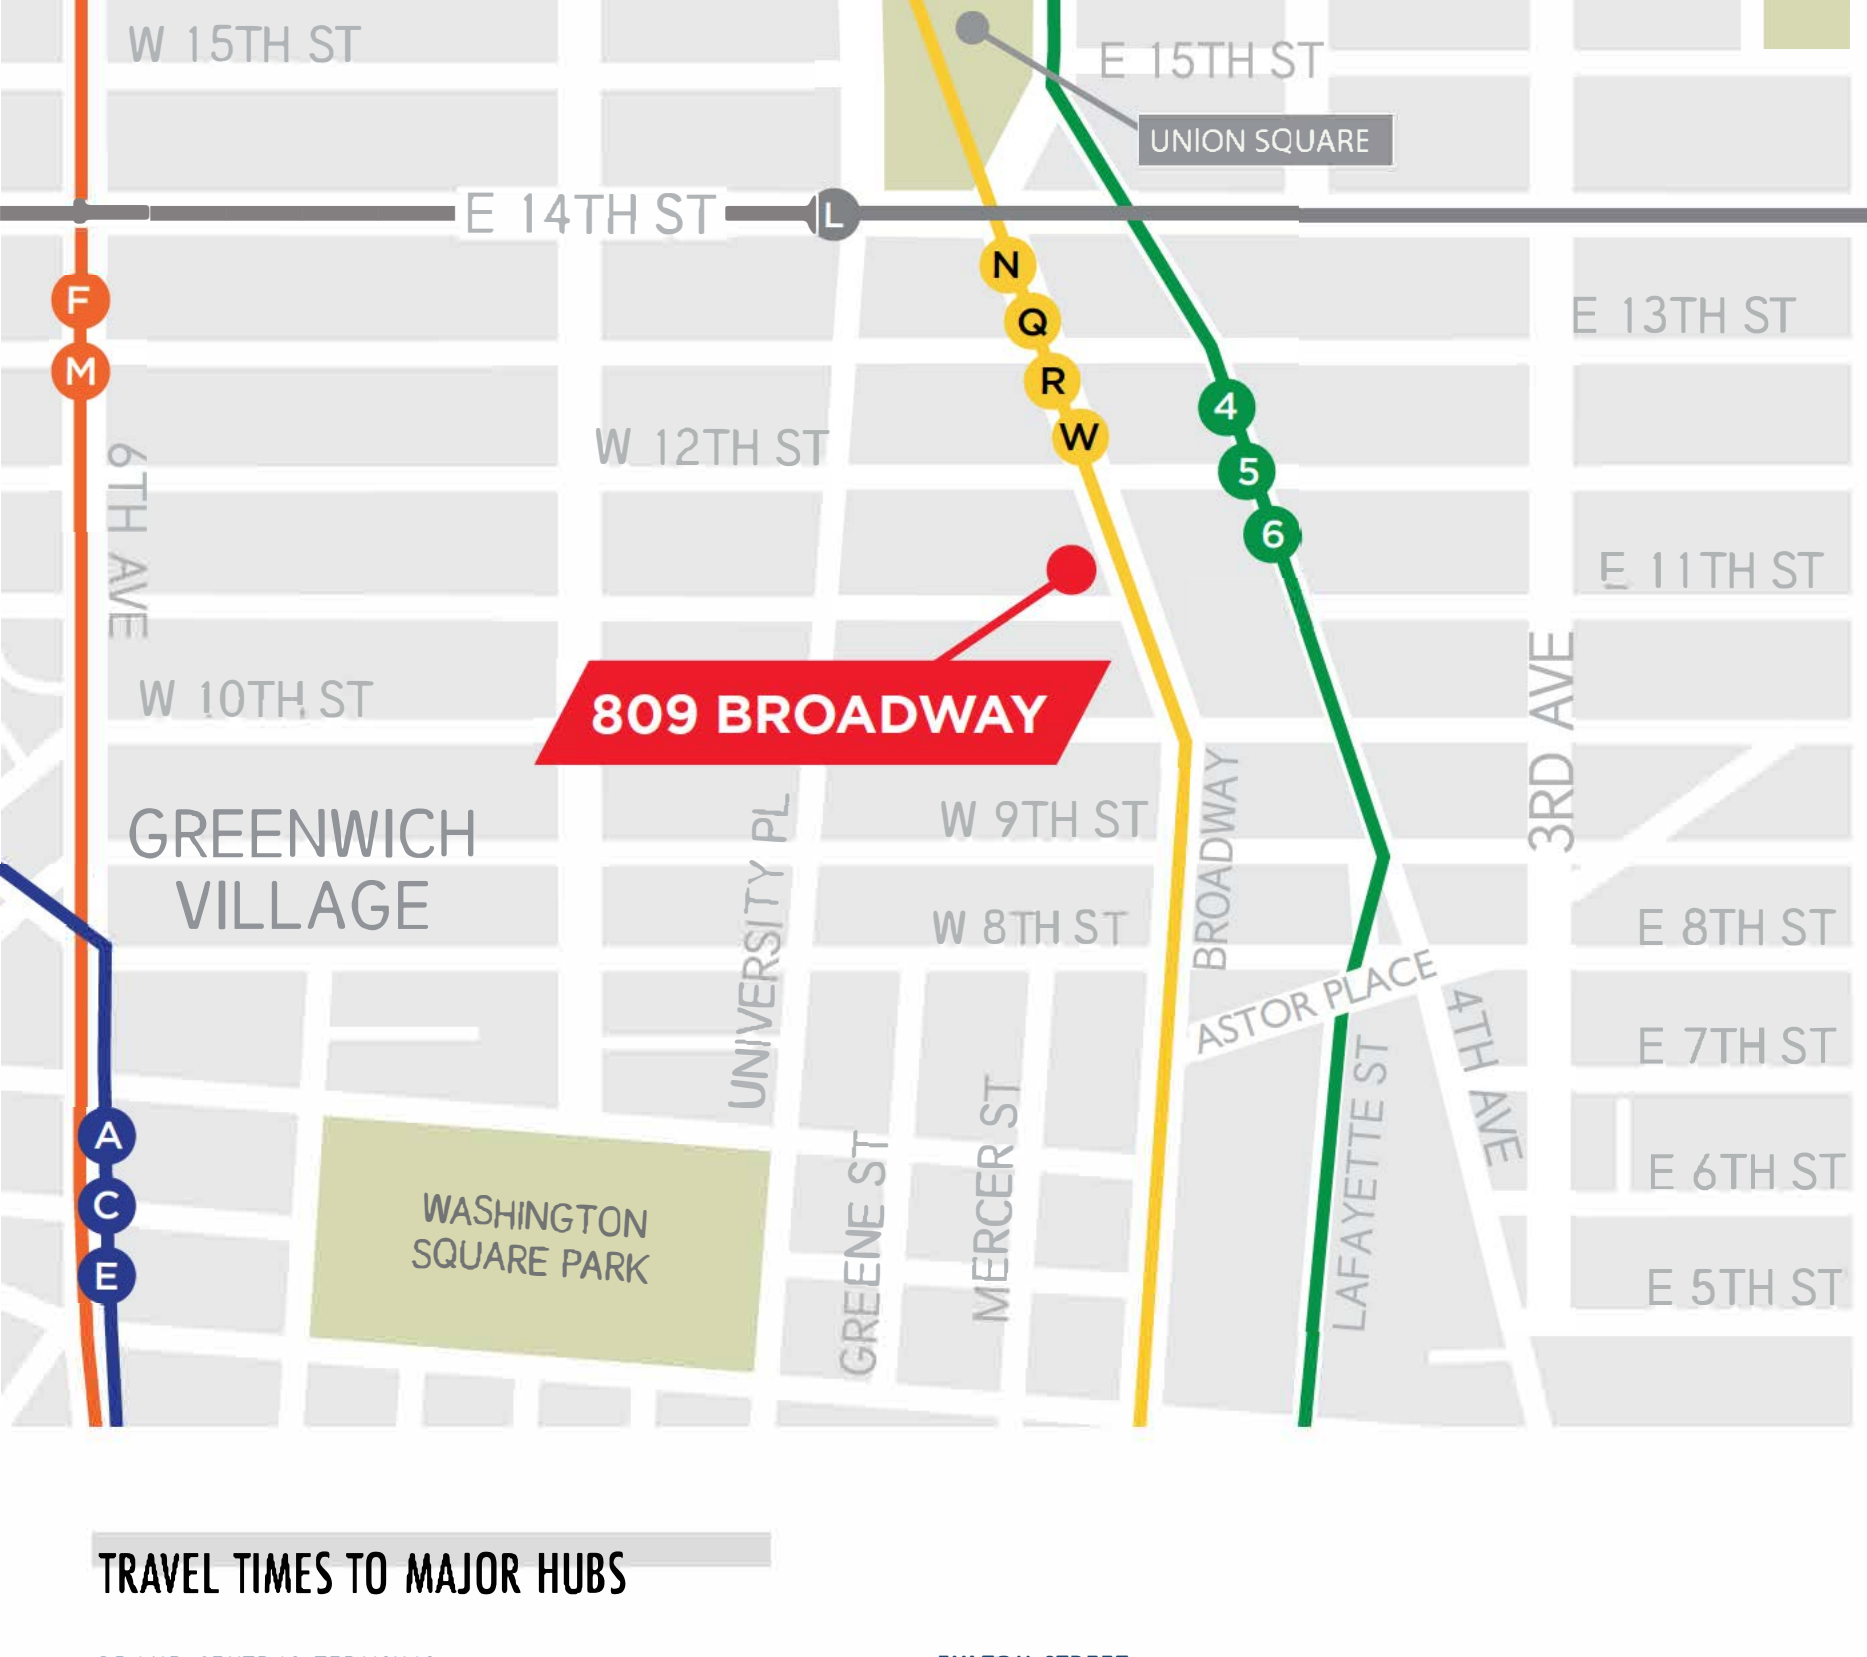 W 15TH ST
E 15TH ST
UNION SQUARE
E 14TH ST
L
N
F
E 13TH ST
Q
M
R
4
W
W 12TH ST
5
6TH AVE
6
E 11TH ST
W 10TH ST
809 BROADWAY
3RD AVE
GREENWICH
VILLAGE
W 9TH ST
BROADWAY
UNIVERSITY PL
W 8TH ST
E 8TH ST
ASTOR PLACE
E 7TH ST
4TH AVE
A
C
E
WASHINGTON
SQUARE PARK
GREENE ST
MERCER ST
LAFAYETTE ST
E 6TH ST
E 5TH ST
TRAVEL TIMES TO MAJOR HUBS